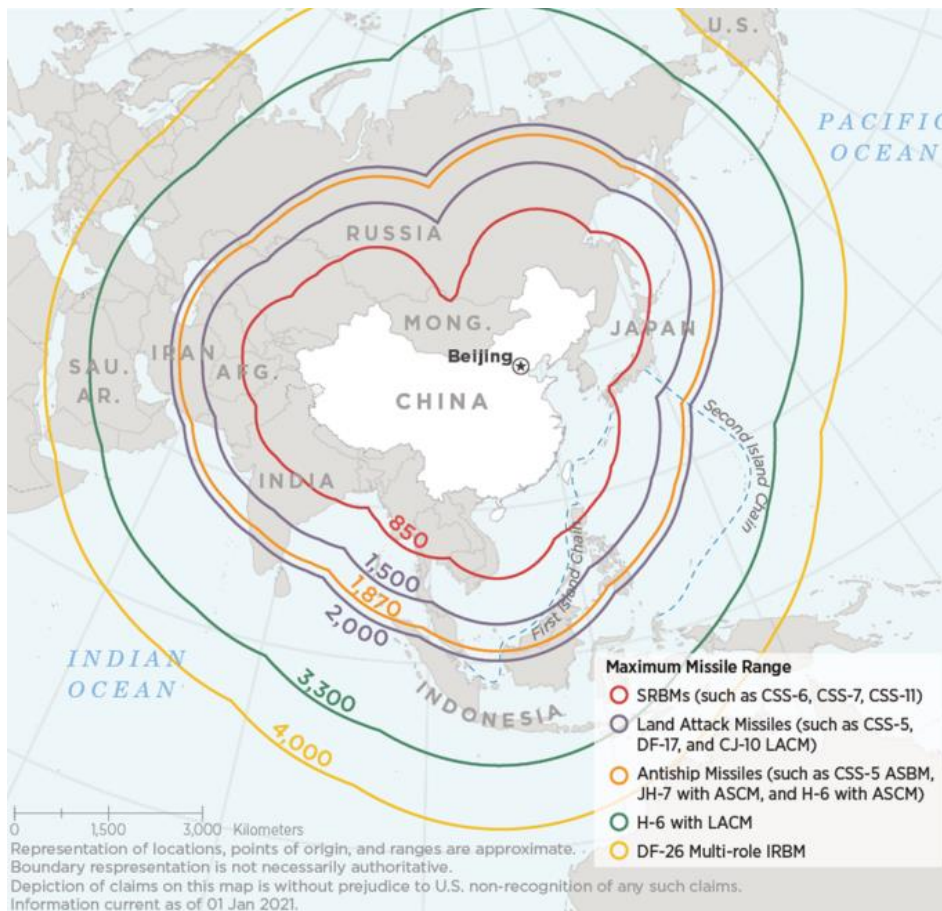 U.S.
PACIFIC
OCEAN
RUSSIA
MONG.
JAPAN
Beijing
IRAN
AFG.
SAU.
AR.
CHINA
Second Island Chain
INDIA
850
1,500
1,870
2,000
First Island Chain
INDIAN
OCEAN
3,300
INDONESIA
4,000
Maximum Missile Range
SRBMs (such as CSS-6, CSS-7, CSS-11)
Land Attack Missiles (such as CSS-5,
DF-17, and CJ-10 LACM)
Antiship Missiles (such as CSS-5 ASBM,
JH-7 with ASCM, and H-6 with ASCM)
H-6 with LACM
DF-26 Multi-role IRBM
0 1,500 3,000 Kilometers
Representation of locations, points of origin, and ranges are approximate.
Boundary respresentation is not necessarily authoritative.
Depiction of claims on this map is without prejudice to U.S. non-recognition of any such claims.
Information current as of 01 Jan 2021.